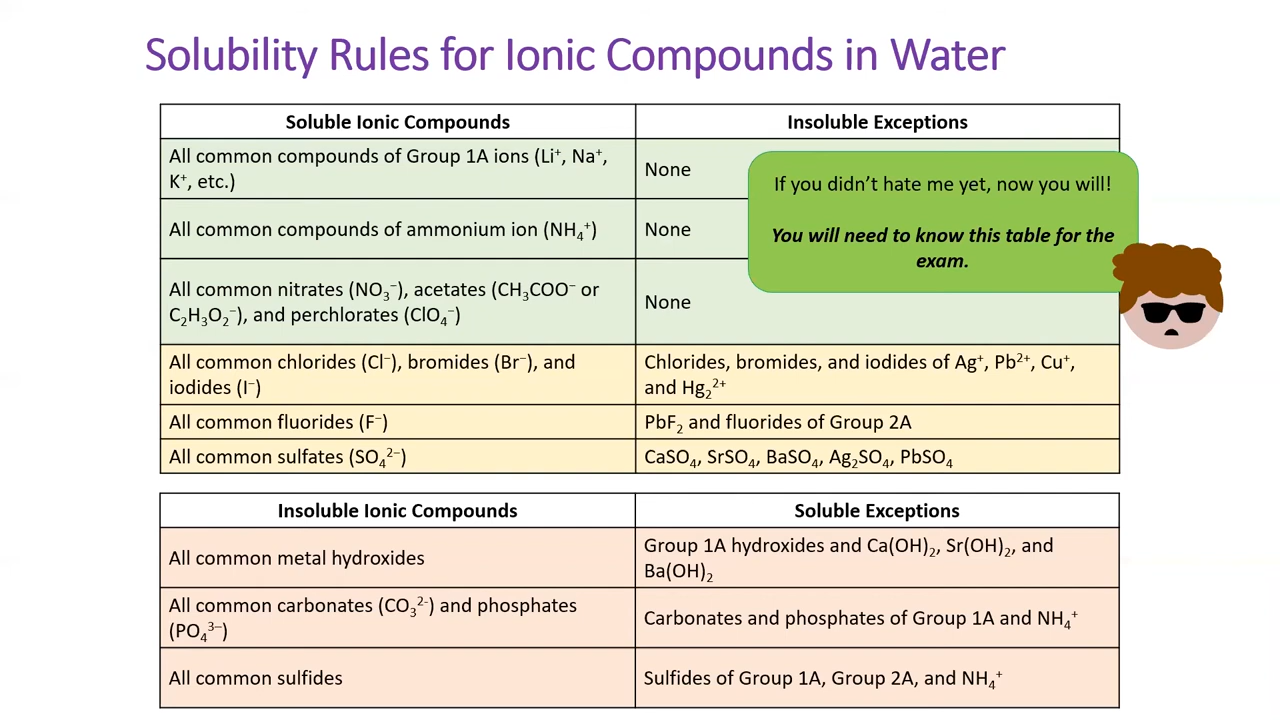 Solubility Rules for Ionic Compounds in Water
Soluble Ionic Compounds
Insoluble Exceptions
All common compounds of Group 1A ions (Li⁺, Na⁺,
K⁺, etc.)
None
If you didn’t hate me yet, now you will!
You will need to know this table for the
exam.
All common compounds of ammonium ion (NH₄⁺)
None
All common nitrates (NO₃⁻), acetates (CH₃COO⁻ or
C₂H₃O₂⁻), and perchlorates (ClO₄⁻)
None
All common chlorides (Cl⁻), bromides (Br⁻), and
iodides (I⁻)
Chlorides, bromides, and iodides of Ag⁺, Pb²⁺, Cu⁺,
and Hg₂²⁺
All common fluorides (F⁻)
PbF₂ and fluorides of Group 2A
All common sulfates (SO₄²⁻)
CaSO₄, SrSO₄, BaSO₄, Ag₂SO₄, PbSO₄
Insoluble Ionic Compounds
Soluble Exceptions
All common metal hydroxides
Group 1A hydroxides and Ca(OH)₂, Sr(OH)₂, and
Ba(OH)₂
All common carbonates (CO₃²⁻) and phosphates
(PO₄³⁻)
Carbonates and phosphates of Group 1A and NH₄⁺
All common sulfides
Sulfides of Group 1A, Group 2A, and NH₄⁺